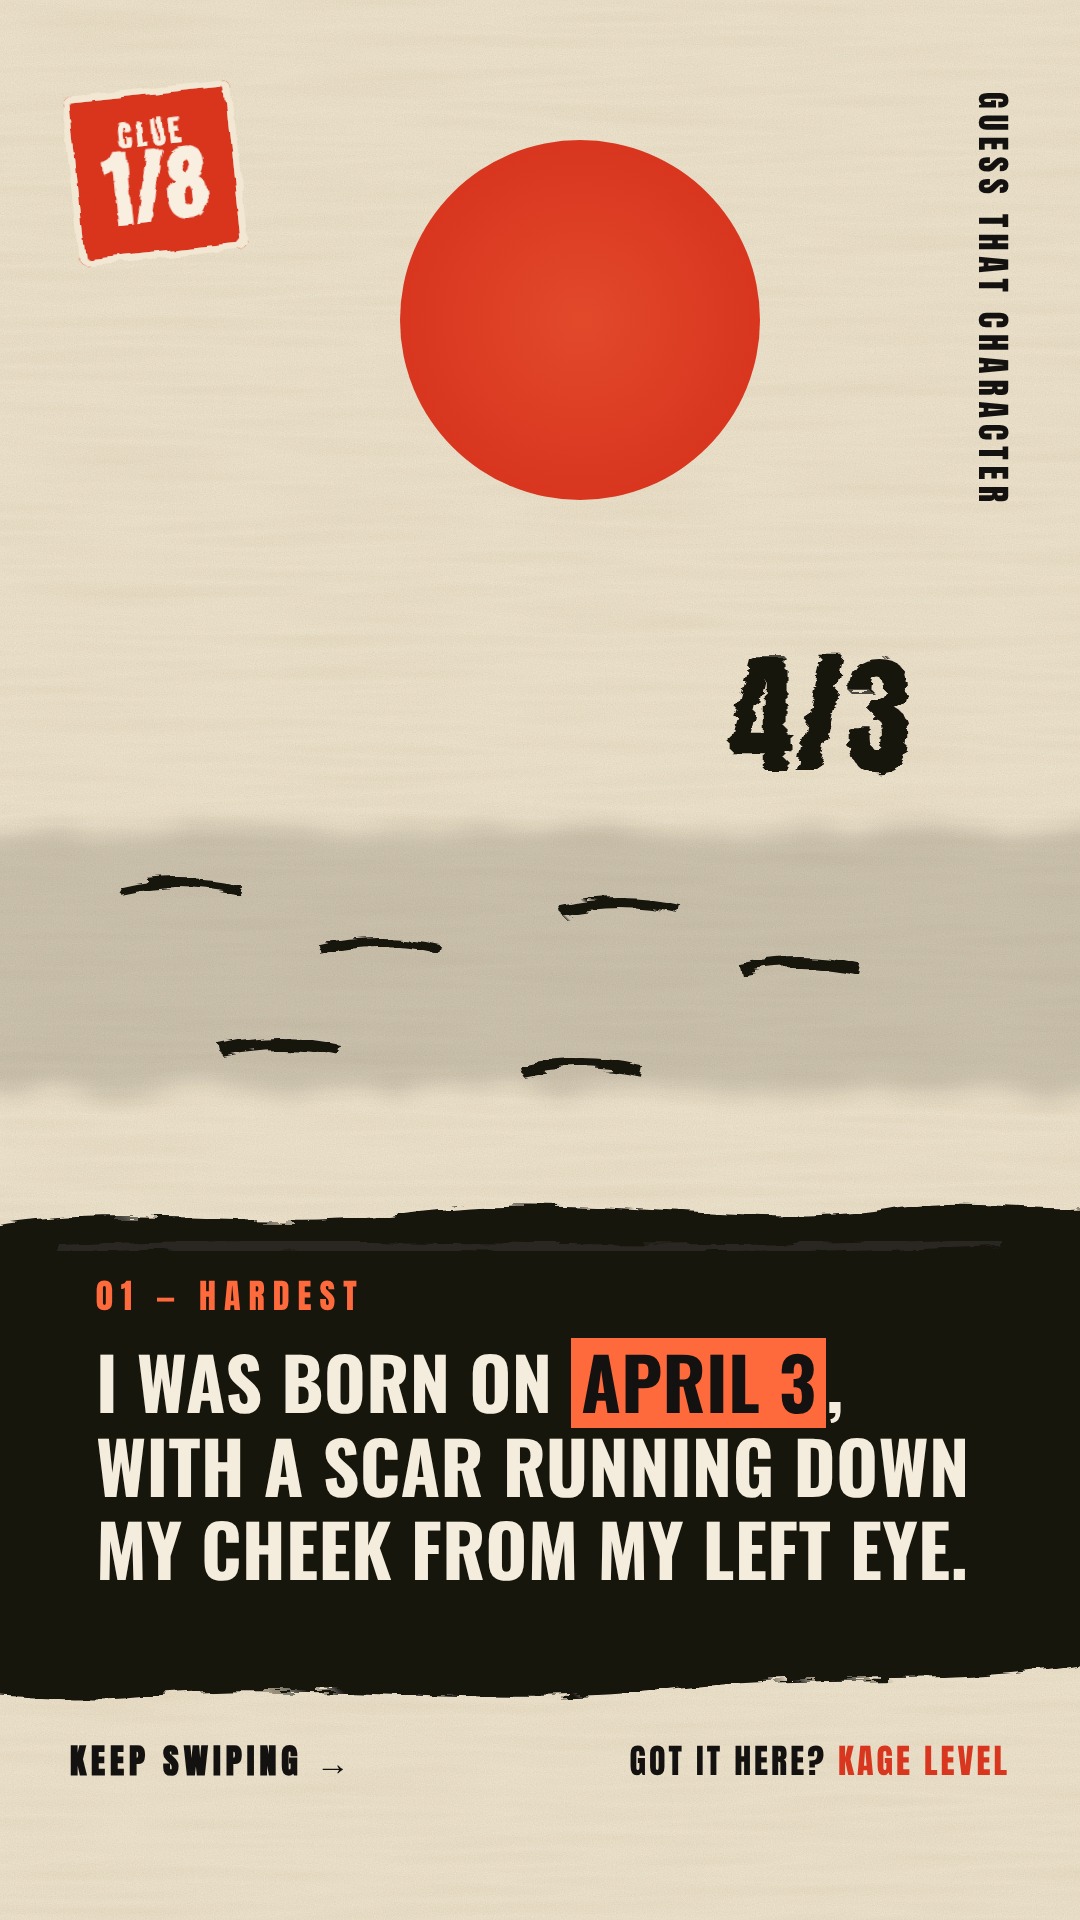 CLUE
1/8
GUESS THAT CHARACTER
4/3
01 – HARDEST
I WAS BORN ON APRIL 3,
WITH A SCAR RUNNING DOWN
MY CHEEK FROM MY LEFT EYE.
KEEP SWIPING →
GOT IT HERE? KAGE LEVEL